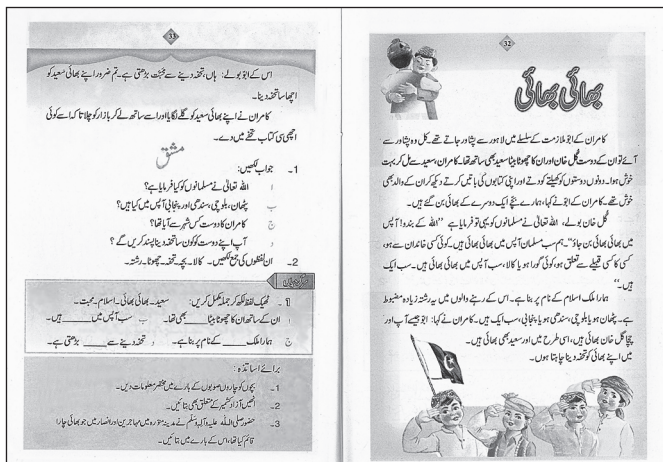 32
بھائی بھائی
کامران کے ابو ملازمت کے سلسلے میں لاہور سے پشاور جاتے تھے۔ کل وہ پشاور سے
آئے تو ان کے دوست گل خان اور ان کا چھوٹا بیٹا سعید بھی ساتھ تھا۔ کامران، سعید سے مل کر بہت
خوش ہوا۔ دونوں دوستوں کو کھیلتے کودتے اور اپنی کتابوں کی باتیں کرتے دیکھ کر ان کے والد بھی
خوش تھے۔ کامران کے ابو نے کہا، ہمارے بچے ایک دوسرے کے بھائی بن گئے ہیں۔
گل خان بولے، اللہ تعالیٰ نے مسلمانوں کو یہی تو فرمایا ہے "اللہ کے بندو! آپس
میں بھائی بھائی بن جاؤ"۔ ہم سب مسلمان آپس میں بھائی بھائی ہیں۔ کوئی کسی خاندان سے ہو،
کسی کا کسی قبیلے سے تعلق ہو، کوئی گورا ہو یا کالا، سب آپس میں بھائی بھائی ہیں۔ سب ایک
ہیں۔"
ہمارا ملک اسلام کے نام پر بنا ہے۔ اس کے رہنے والوں میں یہ رشتہ زیادہ مضبوط
ہے۔ پٹھان ہو یا بلوچی، سندھی ہو یا پنجابی، سب ایک ہیں۔ کامران نے کہا: ابو جیسے آپ اور
چچا گل خان بھائی ہیں، اسی طرح میں اور سعید بھائی ہیں۔
میں اپنے بھائی کو تحفہ دینا چاہتا ہوں۔
33
اس کے ابو بولے: ہاں، تحفہ دینے سے محبت بڑھتی ہے۔ تم ضرور اپنے بھائی سعید کو
اچھا سا تحفہ دینا۔
کامران نے اپنے بھائی سعید کو گلے لگایا اور اسے ساتھ لے کر بازار کو چلا تا کہ اسے کوئی
اچھی سی کتاب تحفے میں دے۔
مشق
1- جواب لکھیں:
ا اللہ تعالیٰ نے مسلمانوں کو کیا فرمایا ہے؟
ب پٹھان، بلوچی، سندھی اور پنجابی آپس میں کیا ہیں؟
ج کامران کا دوست کس شہر سے آیا تھا؟
د آپ اپنے دوست کو کون سا تحفہ دینا پسند کریں گے؟
2- ان لفظوں کی جمع لکھیں۔ کالا۔ بچہ۔ تحفہ۔ چھوٹا۔ رشتہ۔
1- ٹھیک لفظ لکھ کر جملہ مکمل کریں: سعید۔ بھائی بھائی۔ اسلام۔ محبت۔
ا ان کے ساتھ ان کا چھوٹا بیٹا ____ بھی تھا۔ ب سب آپس میں ____ ہیں۔
ج ہمارا ملک ____ کے نام پر بنا ہے۔ د تحفہ دینے سے ____ بڑھتی ہے۔
برائے اساتذہ:
1- بچوں کو چاروں صوبوں کے بارے میں مختصر معلومات دیں۔
2- انھیں آزاد کشمیر کے متعلق بھی بتائیں۔
3- حضور صلی اللہ علیہ وآلہٖ وسلم نے مدینہ منورہ میں مہاجرین اور انصار میں جو بھائی چارا
قائم کیا تھا، اس کے بارے میں بتائیں۔